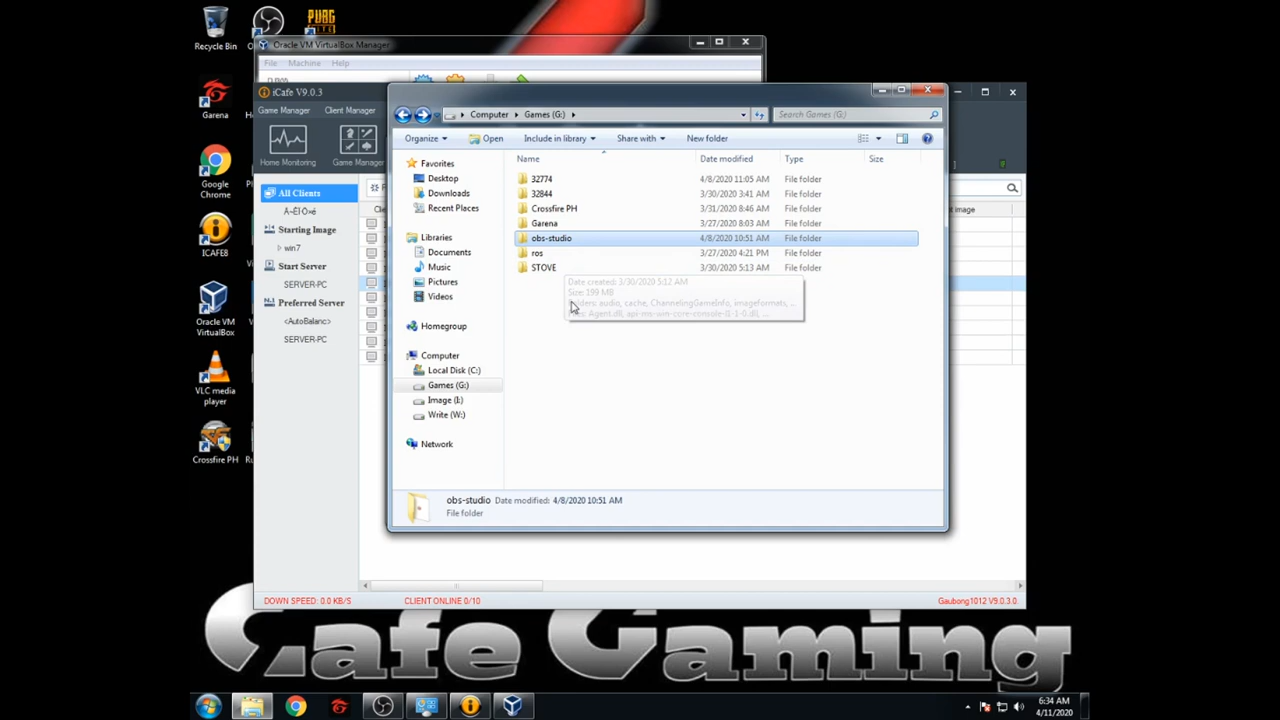 PUBG
LITE
Recycle Bin
Oracle VM VirtualBox Manager
File Machine Help
iCafe V9.0.3
Game Manager Client Manager
Home Monitoring Game Manager
All Clients
Starting Image
win7
Start Server
SERVER-PC
Preferred Server
<AutoBalanc>
SERVER-PC
Computer Games (G:)
Search Games (G:)
Organize Open Include in library Share with New folder
Favorites
Desktop
Downloads
Recent Places
Libraries
Documents
Music
Pictures
Videos
Homegroup
Computer
Local Disk (C:)
Games (G:)
Image (I:)
Write (W:)
Network
Name Date modified Type Size
32774 4/8/2020 11:05 AM File folder
32844 3/30/2020 3:41 AM File folder
Crossfire PH 3/31/2020 8:46 AM File folder
Garena 3/27/2020 8:03 AM File folder
obs-studio 4/8/2020 10:51 AM File folder
ros 3/27/2020 4:21 PM File folder
STOVE 3/30/2020 5:13 AM File folder
Date created: 3/30/2020 5:12 AM
Size: 199 MB
Folders: audio, cache, ChannelingGameInfo, imageformats, ...
Files: Agent.dll, api-ms-win-core-console-l1-1-0.dll, ...
obs-studio Date modified: 4/8/2020 10:51 AM
File folder
Garena
Google
Chrome
ICAFE8
Oracle VM
VirtualBox
VLC media
player
Crossfire PH
DOWN SPEED: 0.0 KB/S CLIENT ONLINE 0/10 Gaubong1012 V9.0.3.0
Cafe Gaming
6:34 AM
4/11/2020